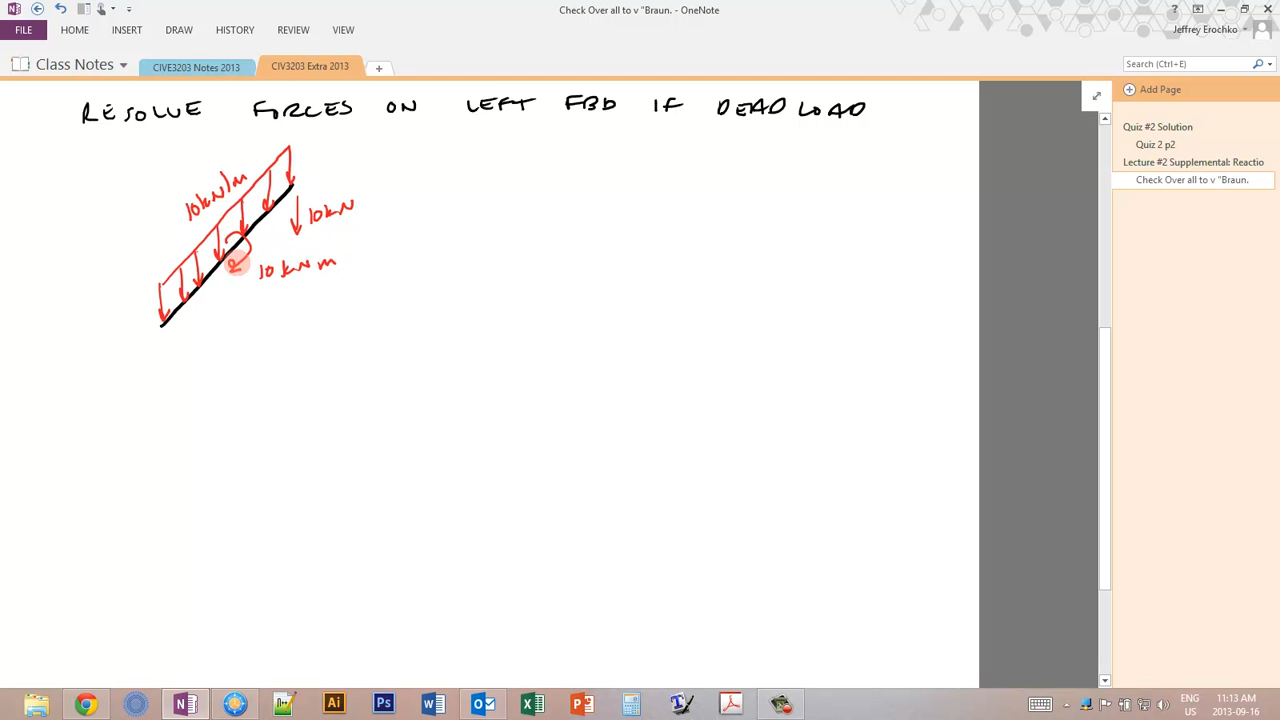 Check Over all to v "Braun. - OneNote
FILE HOME INSERT DRAW HISTORY REVIEW VIEW
Jeffrey Erochko
Class Notes
CIVE3203 Notes 2013
CIV3203 Extra 2013
Search (Ctrl+E)
RESOLVE FORCES ON LEFT FBD IF DEAD LOAD
10kN/m
10kN
10 kN m
Add Page
Quiz #2 Solution
Quiz 2 p2
Lecture #2 Supplemental: Reactio
Check Over all to v "Braun.
ENG
US
11:13 AM
2013-09-16